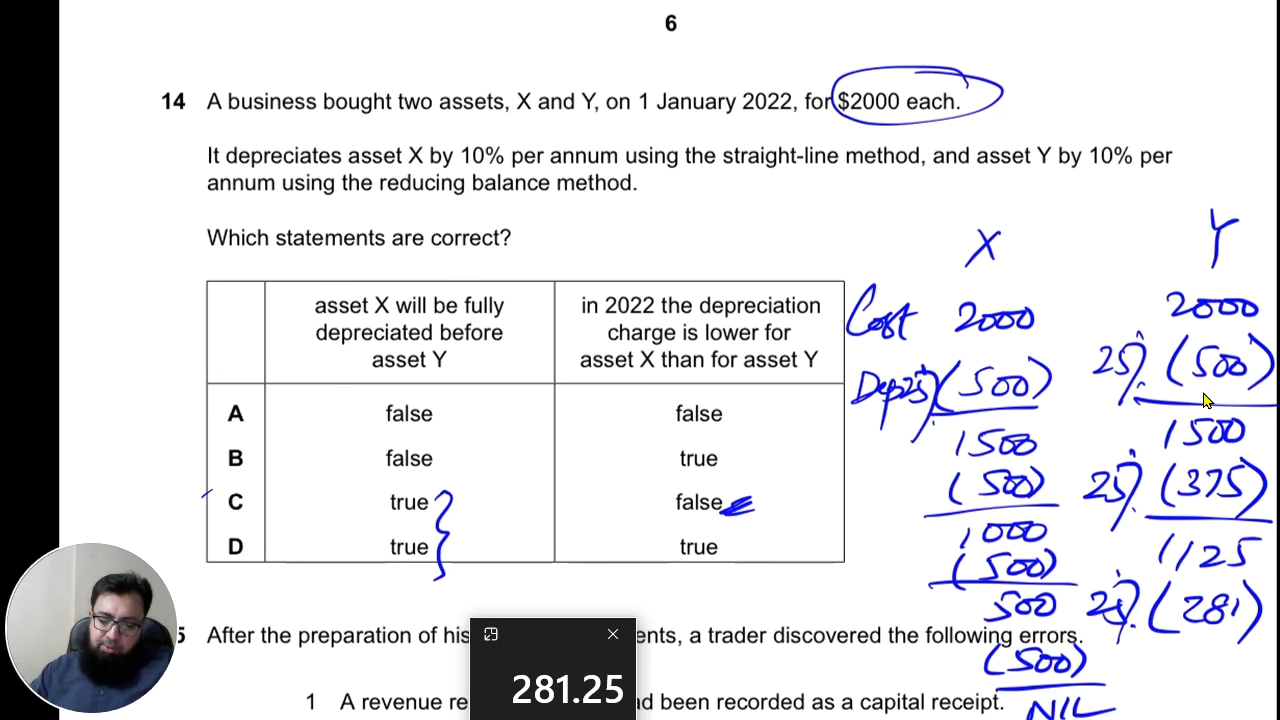 6
14 A business bought two assets, X and Y, on 1 January 2022, for $2000 each.
It depreciates asset X by 10% per annum using the straight-line method, and asset Y by 10% per
annum using the reducing balance method.
Which statements are correct?
asset X will be fully depreciated before asset Y
in 2022 the depreciation charge is lower for asset X than for asset Y
A false false
B false true
C true false
D true true
X Y
Cost 2000 2000
Dep 25% (500) 25% (500)
1500 1500
(500) 25% (375)
1000 1125
(500) 25% (281)
500
(500)
NIL
5 After the preparation of his ents, a trader discovered the following errors.
281.25
1 A revenue re ad been recorded as a capital receipt.